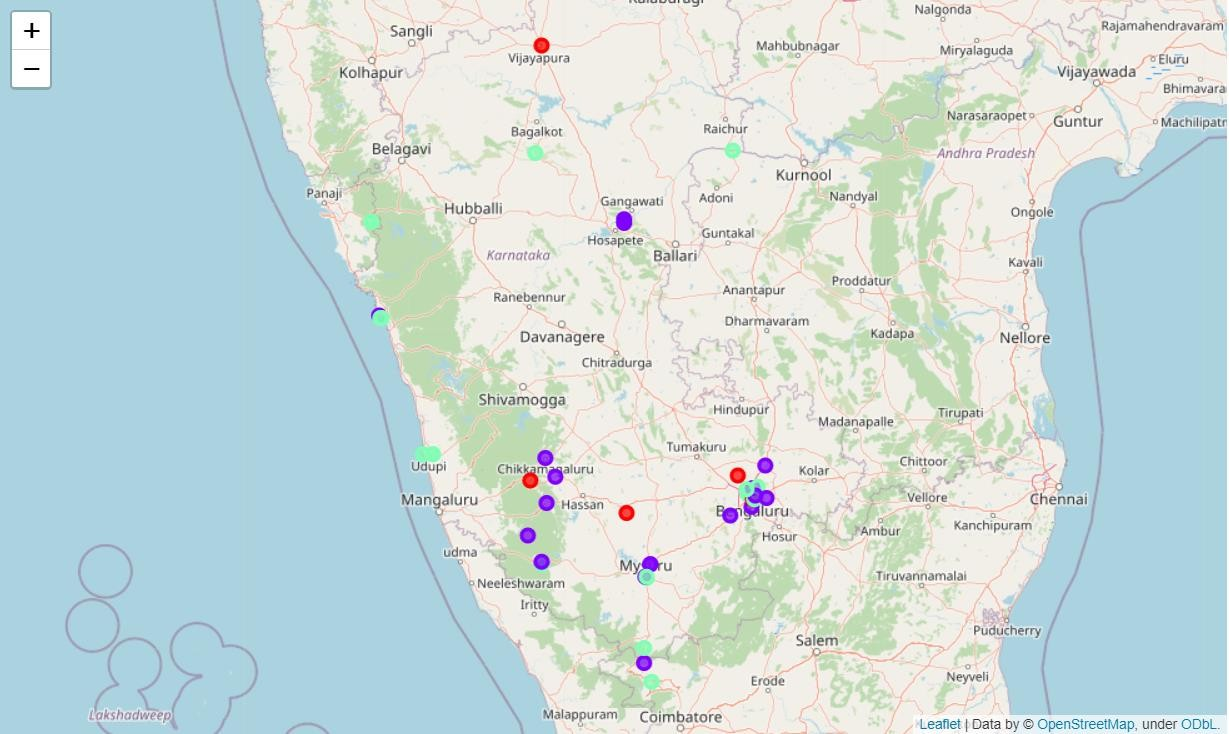 +
−
Kalaburagi
Nalgonda
Rajamahendravaram
Sangli
Vijayapura
Mahbubnagar
Miryalaguda
Eluru
Kolhapur
Vijayawada
Bhimavara
Narasaraopet
Guntur
Machilipatn
Bagalkot
Raichur
Belagavi
Andhra Pradesh
Kurnool
Panaji
Gangawati
Adoni
Nandyal
Hubballi
Ongole
Hosapete
Guntakal
Karnataka
Ballari
Kavali
Ranebennur
Anantapur
Proddatur
Dharmavaram
Davanagere
Kadapa
Nellore
Chitradurga
Shivamogga
Hindupur
Madanapalle
Tirupati
Tumakuru
Udupi
Chikkamagaluru
Kolar
Chittoor
Mangaluru
Hassan
Bengaluru
Vellore
Chennai
Kanchipuram
Hosur
Ambur
udma
Mysuru
Neeleshwaram
Tiruvannamalai
Iritty
Puducherry
Salem
Erode
Neyveli
Lakshadweep
Malappuram
Coimbatore
Leaflet | Data by © OpenStreetMap, under ODbL.